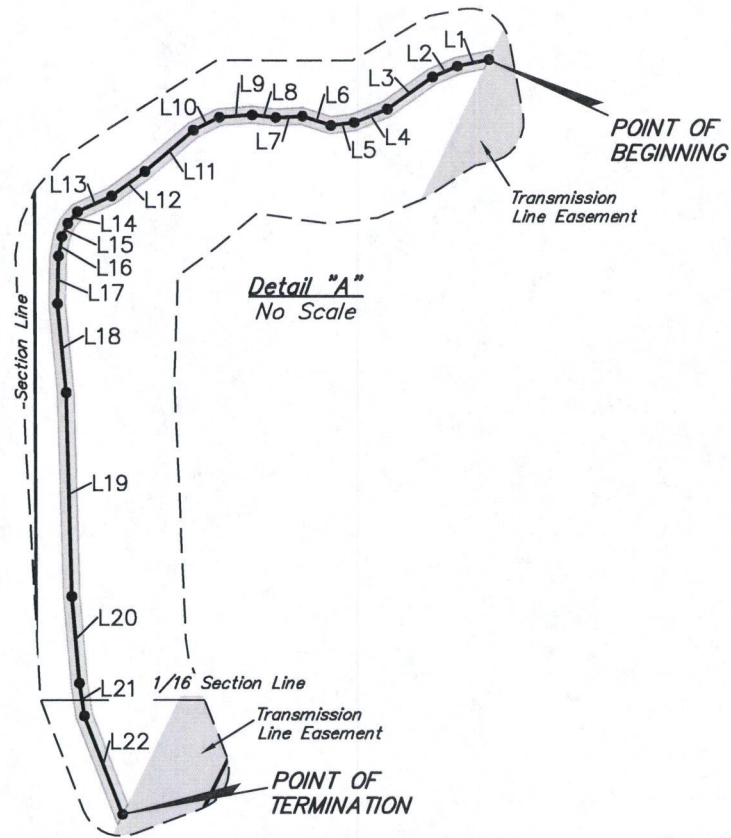 L1
L2
L3
L4
L5
L6
L7
L8
L9
L10
L11
L12
L13
L14
L15
L16
L17
L18
L19
L20
L21
L22
POINT OF
BEGINNING
Transmission
Line Easement
Detail "A"
No Scale
Section Line
1/16 Section Line
Transmission
Line Easement
POINT OF
TERMINATION